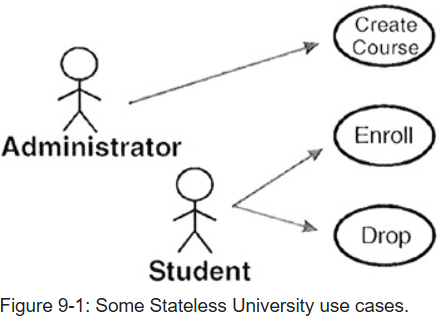 Create
Course
Administrator
Enroll
Student
Drop
Figure 9-1: Some Stateless University use cases.